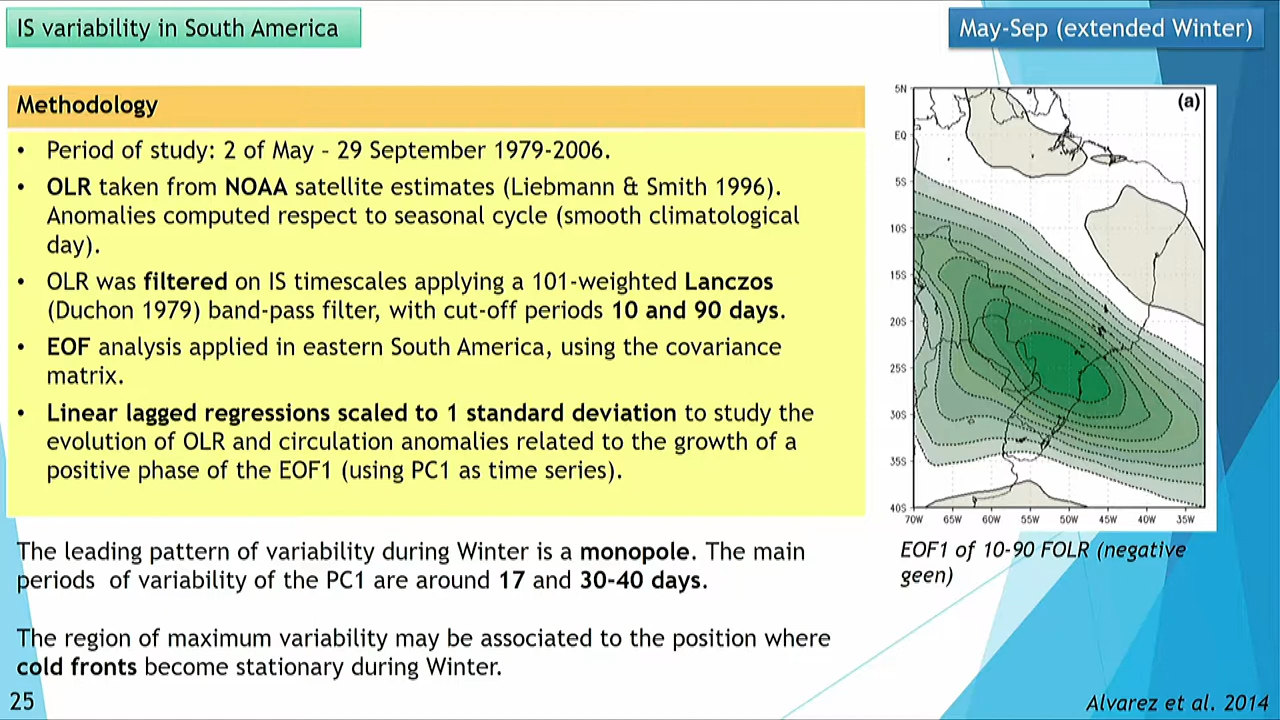 IS variability in South America
May-Sep (extended Winter)
Methodology
• Period of study: 2 of May – 29 September 1979-2006.
• OLR taken from NOAA satellite estimates (Liebmann & Smith 1996).
Anomalies computed respect to seasonal cycle (smooth climatological
day).
• OLR was filtered on IS timescales applying a 101-weighted Lanczos
(Duchon 1979) band-pass filter, with cut-off periods 10 and 90 days.
• EOF analysis applied in eastern South America, using the covariance
matrix.
• Linear lagged regressions scaled to 1 standard deviation to study the
evolution of OLR and circulation anomalies related to the growth of a
positive phase of the EOF1 (using PC1 as time series).
The leading pattern of variability during Winter is a monopole. The main
periods of variability of the PC1 are around 17 and 30-40 days.
The region of maximum variability may be associated to the position where
cold fronts become stationary during Winter.
25
(a)
5N
EQ
5S
10S
15S
20S
25S
30S
35S
40S
70W 65W 60W 55W 50W 45W 40W 35W
EOF1 of 10-90 FOLR (negative
geen)
Alvarez et al. 2014